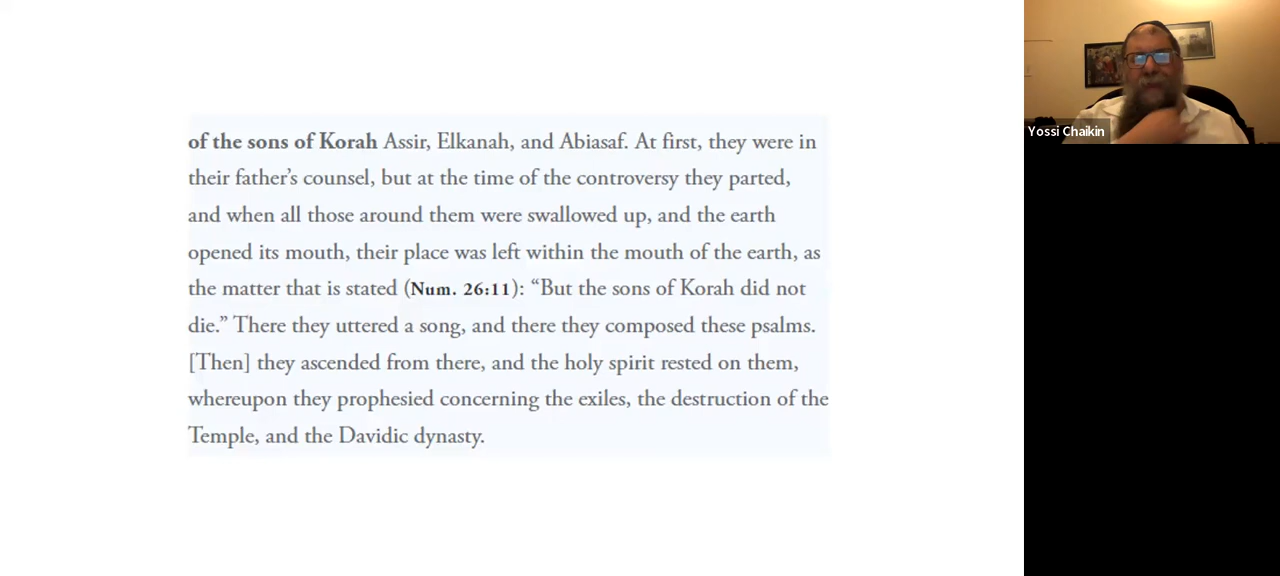 of the sons of Korah Assir, Elkanah, and Abiasaf. At first, they were in
their father’s counsel, but at the time of the controversy they parted,
and when all those around them were swallowed up, and the earth
opened its mouth, their place was left within the mouth of the earth, as
the matter that is stated (Num. 26:11): “But the sons of Korah did not
die.” There they uttered a song, and there they composed these psalms.
[Then] they ascended from there, and the holy spirit rested on them,
whereupon they prophesied concerning the exiles, the destruction of the
Temple, and the Davidic dynasty.
Yossi Chaikin